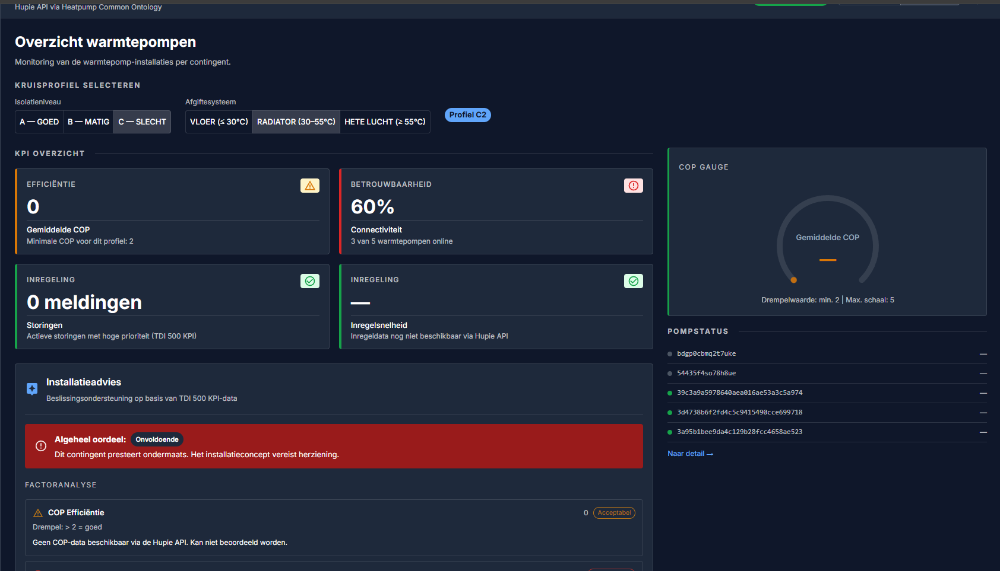 Hupie API via Heatpump Common Ontology
Overzicht warmtepompen
Monitoring van de warmtepomp-installaties per contingent.
KRUISPROFIEL SELECTEREN
Isolatieniveau
A — GOED
B — MATIG
C — SLECHT
Afgiftesysteem
VLOER (≤ 30°C)
RADIATOR (30–55°C)
HETE LUCHT (≥ 55°C)
Profiel C2
KPI OVERZICHT
EFFICIËNTIE
0
Gemiddelde COP
Minimale COP voor dit profiel: 2
BETROUWBAARHEID
60%
Connectiviteit
3 van 5 warmtepompen online
INREGELING
0 meldingen
Storingen
Actieve storingen met hoge prioriteit (TDI 500 KPI)
INREGELING
—
Inregelsnelheid
Inregeldata nog niet beschikbaar via Hupie API
Installatieadvies
Beslissingsondersteuning op basis van TDI 500 KPI-data
Algeheel oordeel: Onvoldoende
Dit contingent presteert ondermaats. Het installatieconcept vereist herziening.
FACTORANALYSE
COP Efficiëntie 0 Acceptabel
Drempel: > 2 = goed
Geen COP-data beschikbaar via de Hupie API. Kan niet beoordeeld worden.
COP GAUGE
Gemiddelde COP
—
Drempelwaarde: min. 2 | Max. schaal: 5
POMPSTATUS
bdgp0cbmq2t7uke —
54435f4so78h8ue —
39c3a9a5978640aea016ae53a3c5a974 —
3d4738b6f2fd4c5c9415490cce699718 —
3a95b1bee9da4c129b28fcc4658ae523 —
Naar detail →